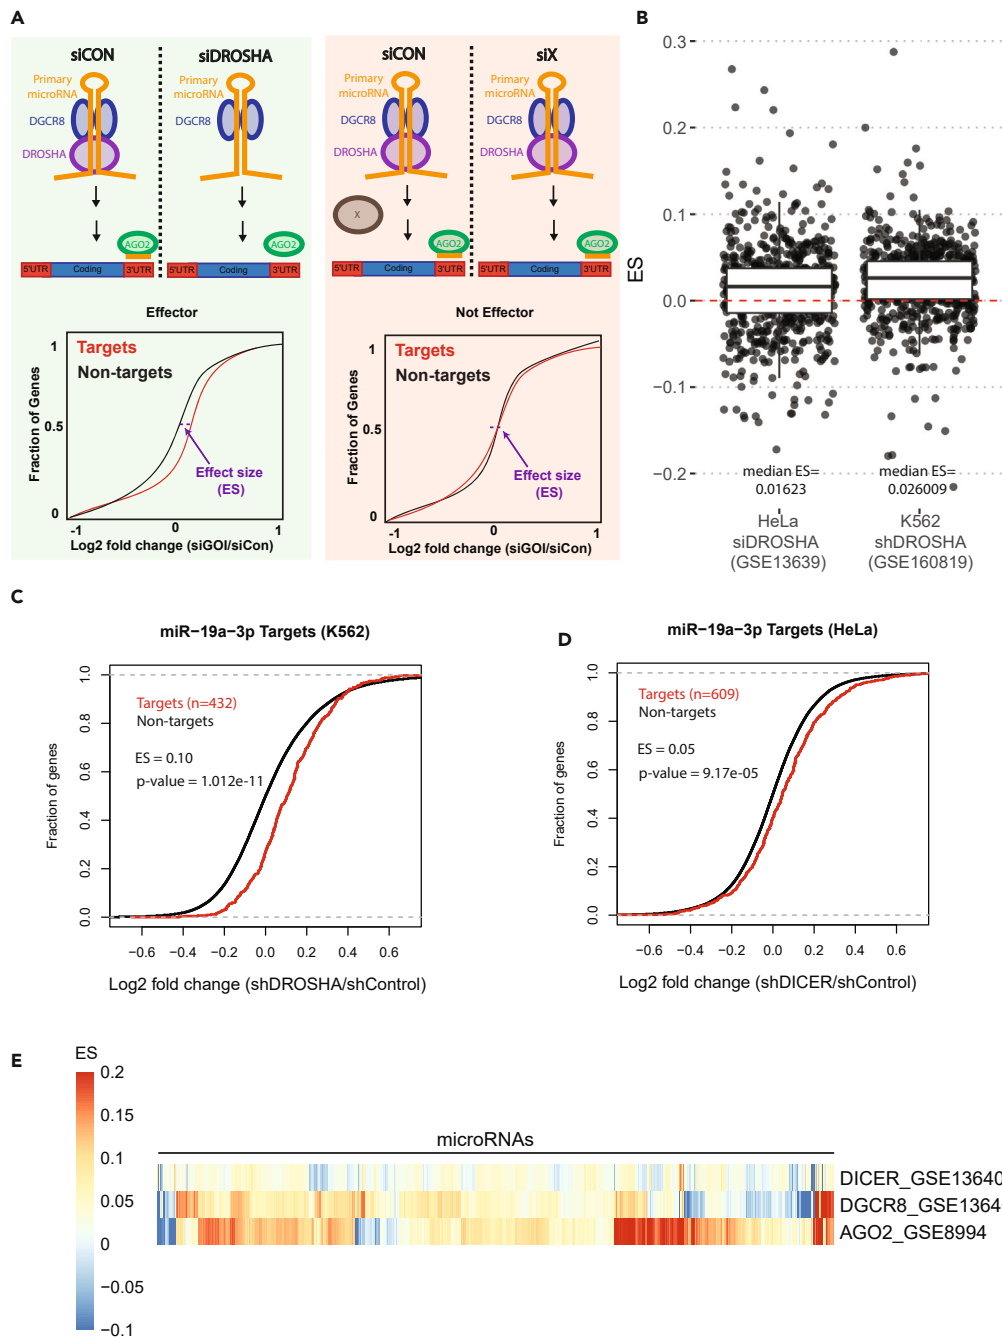 A
siCON
siDROSHA
Primary
microRNA
DGCR8
DROSHA
AGO2
5'UTR
Coding
3'UTR
Primary
microRNA
DGCR8
AGO2
5'UTR
Coding
3'UTR
Effector
1
Targets
Non-targets
0.5
Effect size
(ES)
0
-1
0
1
Fraction of Genes
Log2 fold change (siGOI/siCon)
siCON
siX
Primary
microRNA
DGCR8
DROSHA
X
AGO2
5'UTR
Coding
3'UTR
Primary
microRNA
DGCR8
DROSHA
AGO2
5'UTR
Coding
3'UTR
Not Effector
1
Targets
Non-targets
0.5
Effect size
(ES)
0
-1
0
1
Fraction of Genes
Log2 fold change (siGOI/siCon)
B
0.3
0.2
0.1
0.0
−0.1
−0.2
ES
median ES=
0.01623
median ES=
0.026009
HeLa
siDROSHA
(GSE13639)
K562
shDROSHA
(GSE160819)
C
miR−19a−3p Targets (K562)
Targets (n=432)
Non-targets
ES = 0.10
p-value = 1.012e-11
Fraction of genes
1.0
0.8
0.6
0.4
0.2
0.0
−0.6 −0.4 −0.2 0.0 0.2 0.4 0.6
Log2 fold change (shDROSHA/shControl)
D
miR−19a−3p Targets (HeLa)
Targets (n=609)
Non-targets
ES = 0.05
p-value = 9.17e-05
Fraction of genes
1.0
0.8
0.6
0.4
0.2
0.0
−0.6 −0.4 −0.2 0.0 0.2 0.4 0.6
Log2 fold change (shDICER/shControl)
E
ES
0.2
0.15
0.1
0.05
0
−0.05
−0.1
microRNAs
DICER_GSE13640
DGCR8_GSE1364
AGO2_GSE8994